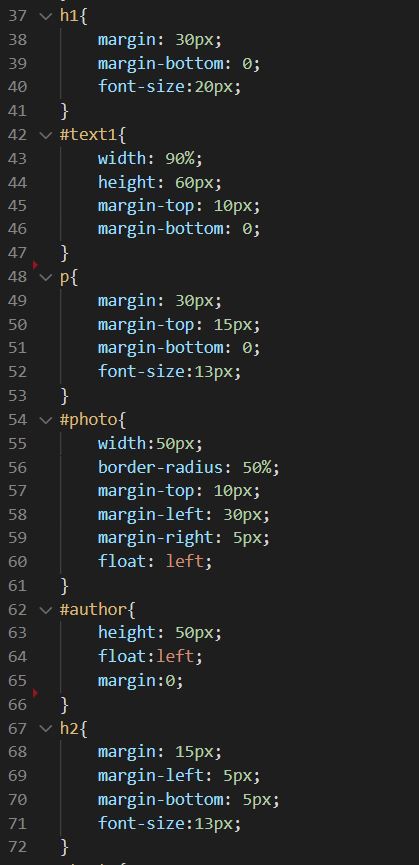 37 h1{
38 margin: 30px;
39 margin-bottom: 0;
40 font-size:20px;
41 }
42 #text1{
43 width: 90%;
44 height: 60px;
45 margin-top: 10px;
46 margin-bottom: 0;
47 }
48 p{
49 margin: 30px;
50 margin-top: 15px;
51 margin-bottom: 0;
52 font-size:13px;
53 }
54 #photo{
55 width:50px;
56 border-radius: 50%;
57 margin-top: 10px;
58 margin-left: 30px;
59 margin-right: 5px;
60 float: left;
61 }
62 #author{
63 height: 50px;
64 float:left;
65 margin:0;
66 }
67 h2{
68 margin: 15px;
69 margin-left: 5px;
70 margin-bottom: 5px;
71 font-size:13px;
72 }